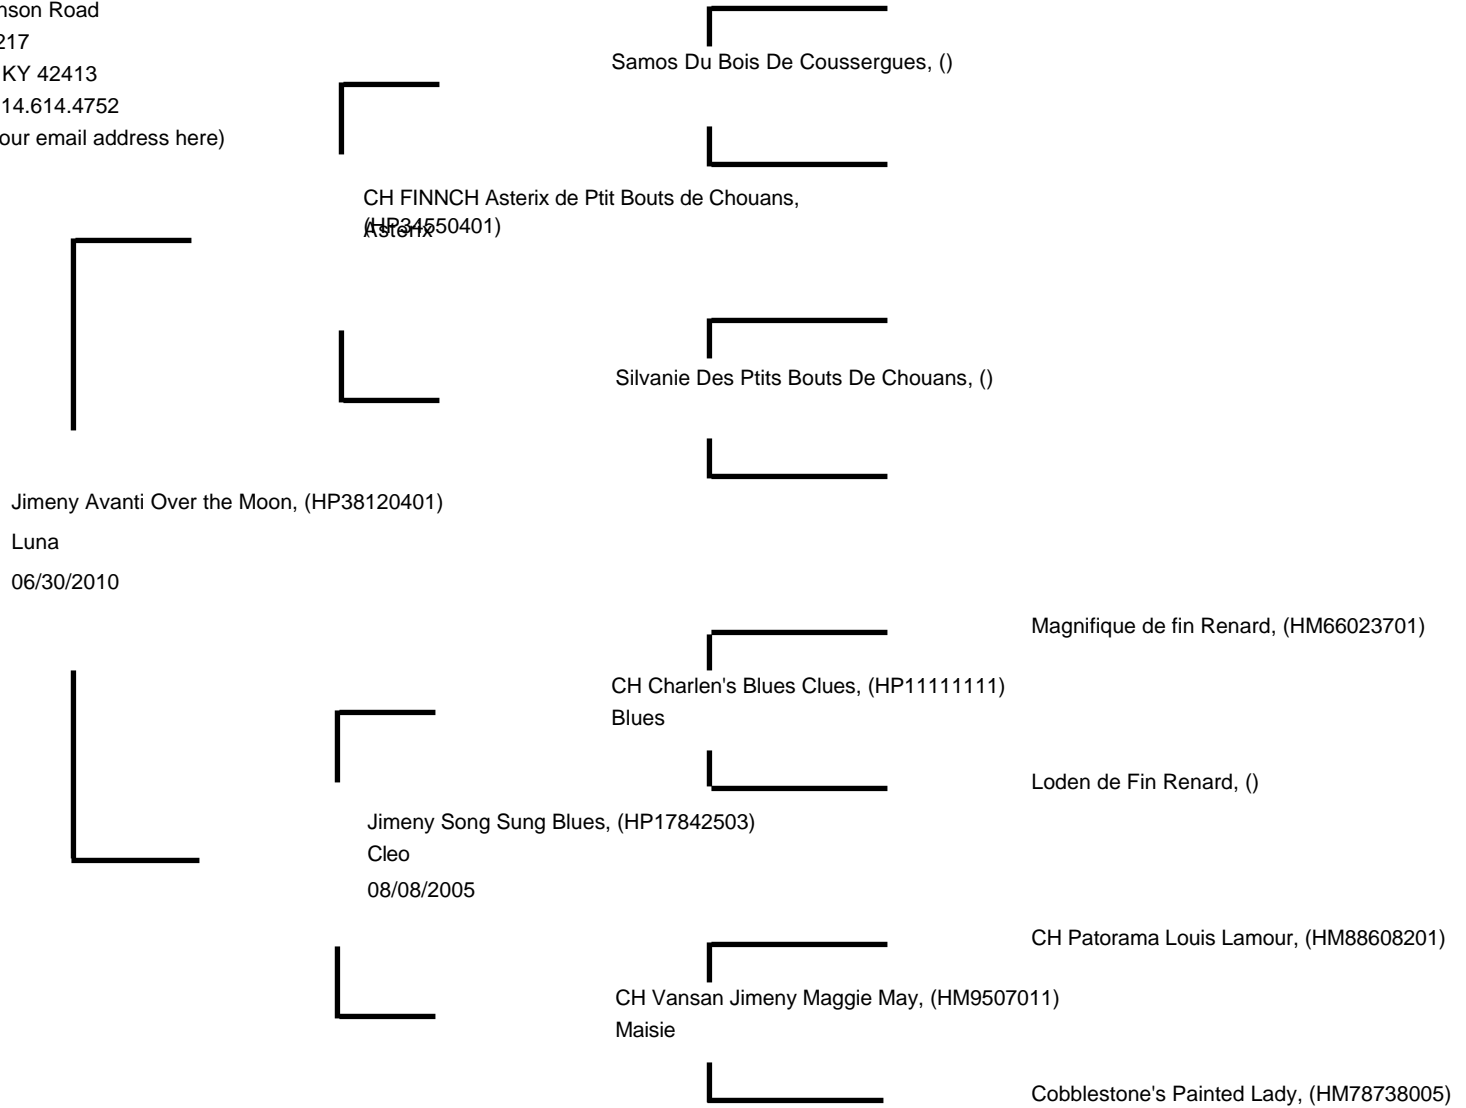 nson Road
217
KY 42413
14.614.4752
our email address here)
Samos Du Bois De Coussergues, ()
CH FINNCH Asterix de Ptit Bouts de Chouans,
(HP34550401)
Asterix
Silvanie Des Ptits Bouts De Chouans, ()
Jimeny Avanti Over the Moon, (HP38120401)
Luna
06/30/2010
Magnifique de fin Renard, (HM66023701)
CH Charlen's Blues Clues, (HP11111111)
Blues
Loden de Fin Renard, ()
Jimeny Song Sung Blues, (HP17842503)
Cleo
08/08/2005
CH Patorama Louis Lamour, (HM88608201)
CH Vansan Jimeny Maggie May, (HM9507011)
Maisie
Cobblestone's Painted Lady, (HM78738005)